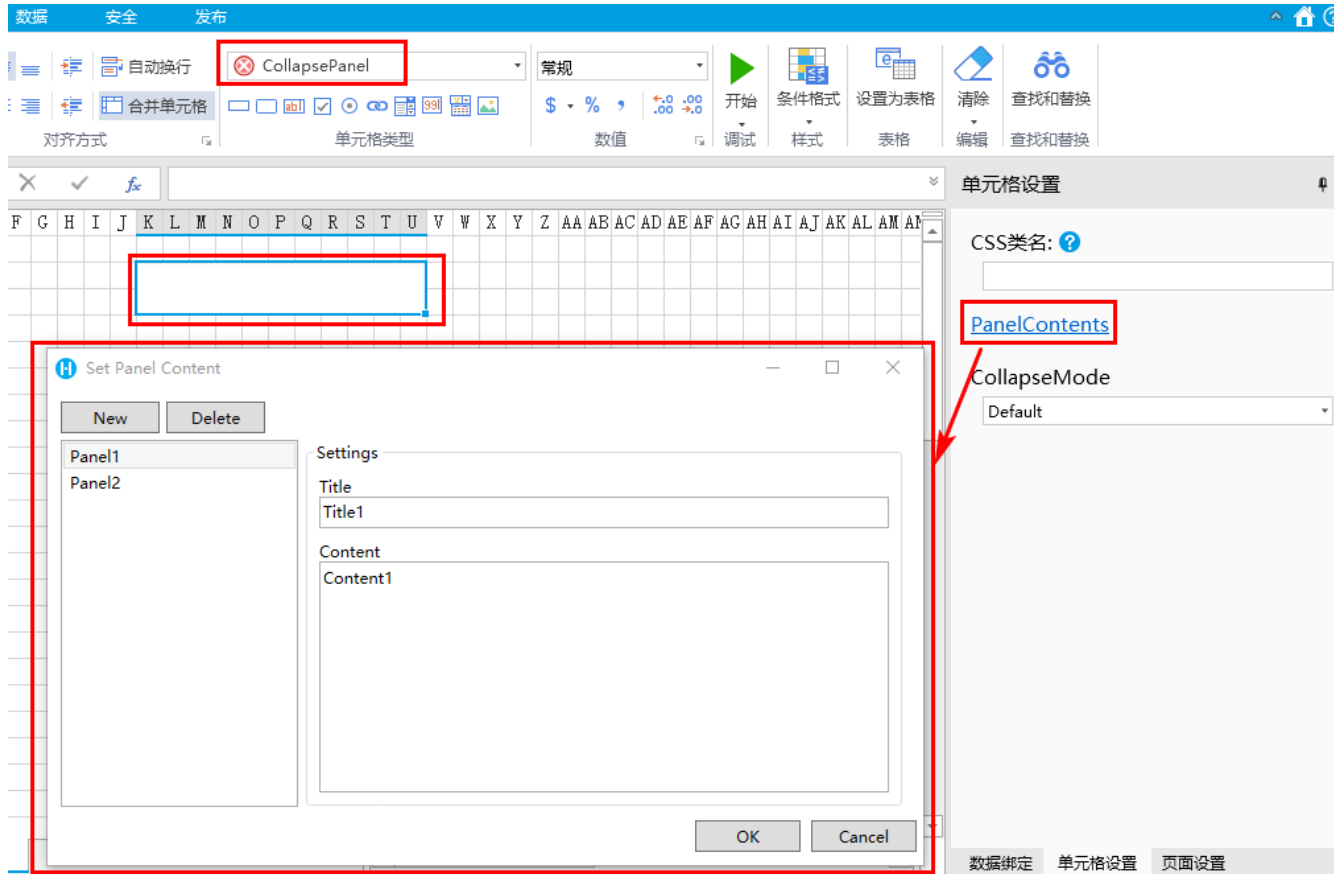 数据 安全 发布
自动换行 CollapsePanel 常规
合并单元格 $ % 开始 条件格式 设置为表格 清除 查找和替换
对齐方式 单元格类型 数值 调试 样式 表格 编辑 查找和替换
fx 单元格设置
F G H I J K L M N O P Q R S T U V W X Y Z AA AB AC AD AE AF AG AH AI AJ AK AL AM
CSS类名:
PanelContents
CollapseMode
Default
Set Panel Content
New Delete
Panel1
Panel2
Settings
Title
Title1
Content
Content1
OK Cancel
数据绑定 单元格设置 页面设置